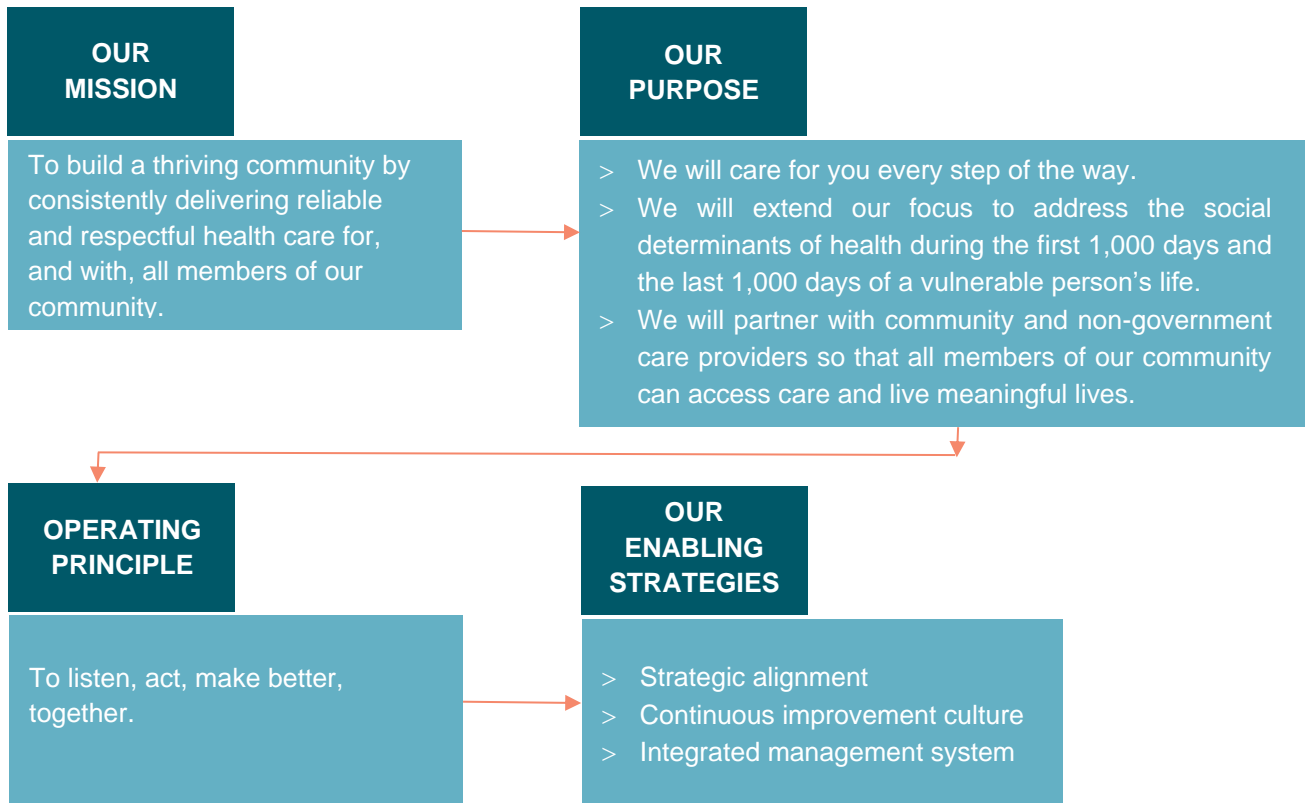 OUR
MISSION
To build a thriving community by
consistently delivering reliable
and respectful health care for,
and with, all members of our
community.
OUR
PURPOSE
> We will care for you every step of the way.
> We will extend our focus to address the social
determinants of health during the first 1,000 days and
the last 1,000 days of a vulnerable person’s life.
> We will partner with community and non-government
care providers so that all members of our community
can access care and live meaningful lives.
OPERATING
PRINCIPLE
To listen, act, make better,
together.
OUR
ENABLING
STRATEGIES
> Strategic alignment
> Continuous improvement culture
> Integrated management system